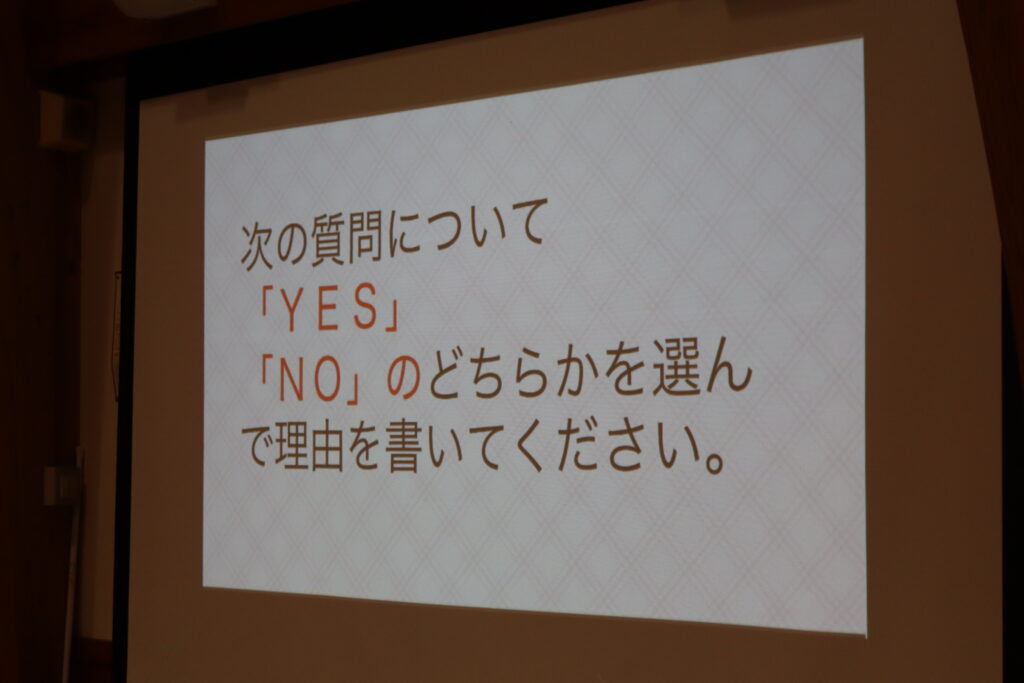 次の質問について
「ＹＥＳ」
「ＮＯ」のどちらかを選ん
で理由を書いてください。